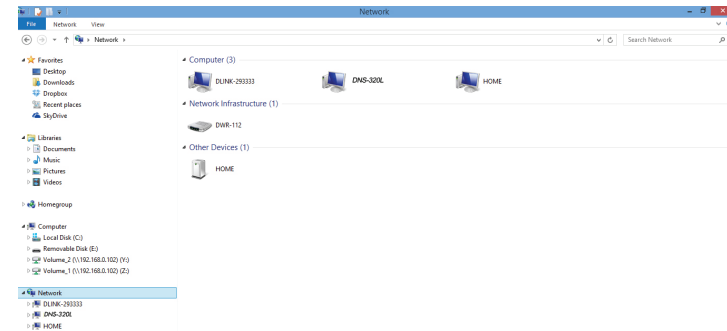 Network
File Network View
Network
Search Network
Favorites
Desktop
Downloads
Dropbox
Recent places
SkyDrive
Libraries
Documents
Music
Pictures
Videos
Homegroup
Computer
Local Disk (C:)
Removable Disk (E:)
Volume_2 (\\192.168.0.102) (Y:)
Volume_1 (\\192.168.0.102) (Z:)
Network
DLINK-293333
DNS-320L
HOME
Computer (3)
DLINK-293333 DNS-320L HOME
Network Infrastructure (1)
DWR-112
Other Devices (1)
HOME